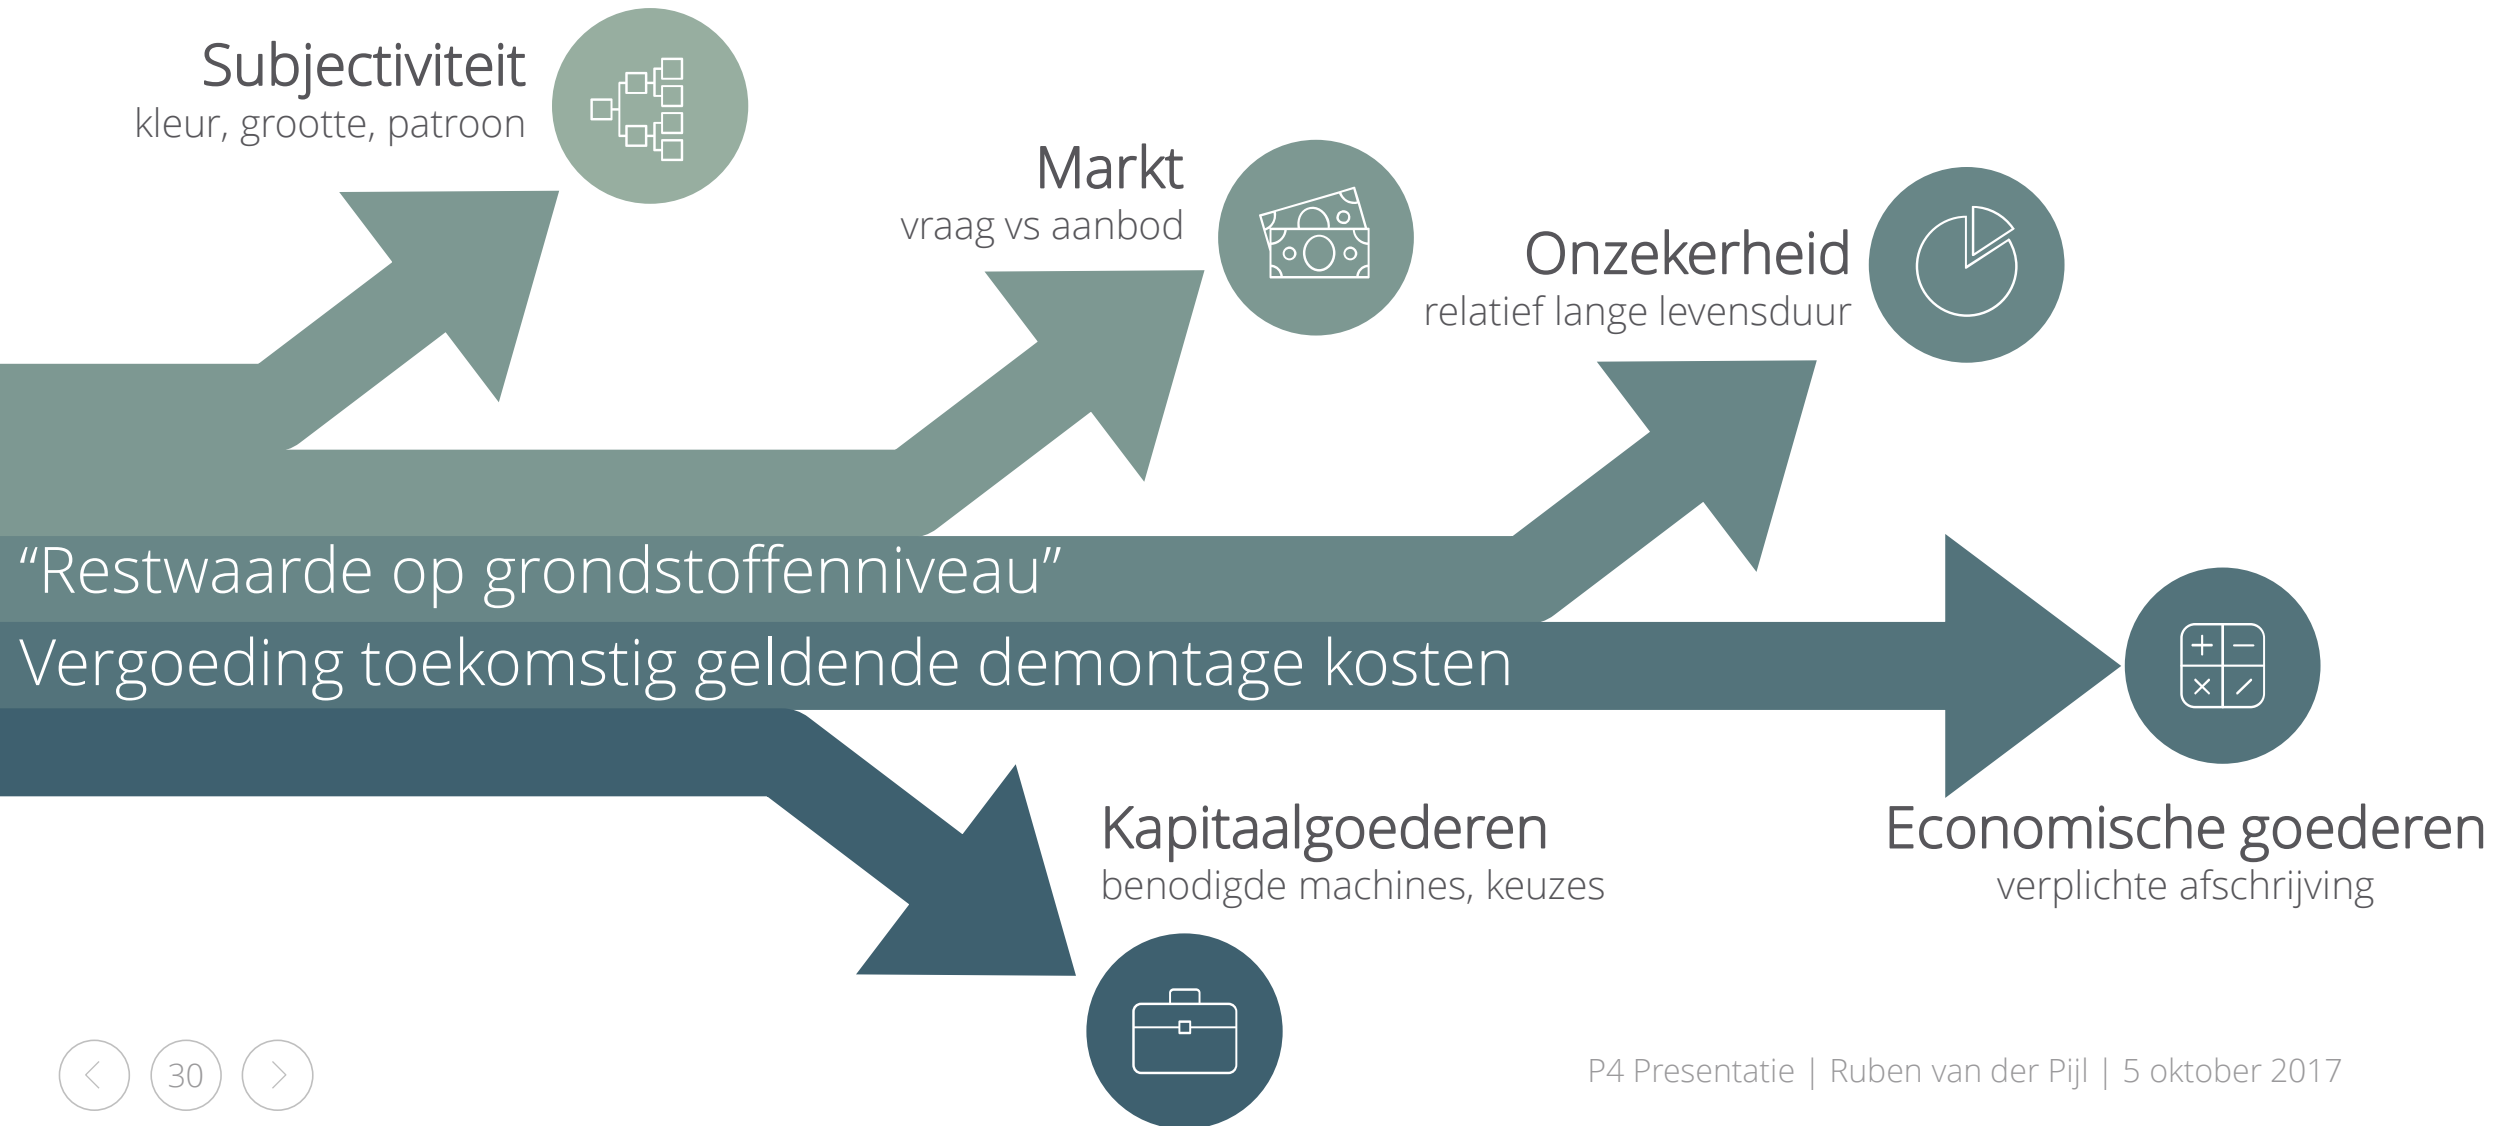 Subjectiviteit
kleur, grootte, patroon
Markt
vraag vs aanbod
Onzekerheid
relatief lange levensduur
“Restwaarde op grondstoffenniveau”
Vergoeding toekomstig geldende demontage kosten
Kapitaalgoederen
benodigde machines, keuzes
Economische goederen
verplichte afschrijving
30
P4 Presentatie | Ruben van der Pijl | 5 oktober 2017